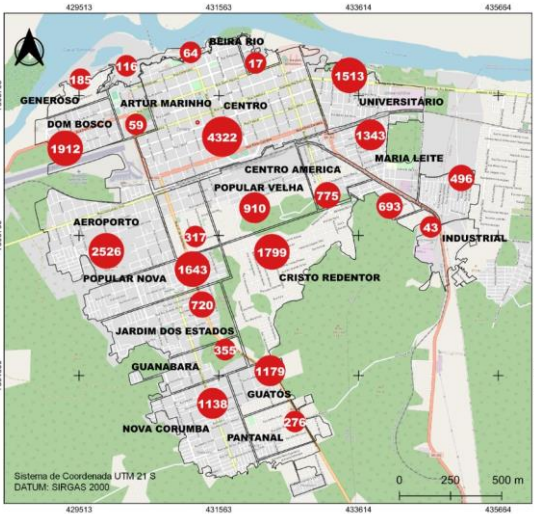 429513 431563 433614 435664
BEIRA RIO
64
17
116
185
1513
GENEROSO
ARTUR MARINHO
CENTRO
UNIVERSITÁRIO
DOM BOSCO
59
4322
1343
1912
MARIA LEITE
CENTRO AMERICA
496
POPULAR VELHA
775
910
693
AEROPORTO
317
43
INDUSTRIAL
2526
1799
1643
POPULAR NOVA
CRISTO REDENTOR
720
JARDIM DOS ESTADOS
355
GUANABARA
1179
GUATÓS
1138
276
NOVA CORUMBA
PANTANAL
Sistema de Coordenada UTM 21 S
DATUM: SIRGAS 2000
0 250 500 m
429513 431563 433614 435664